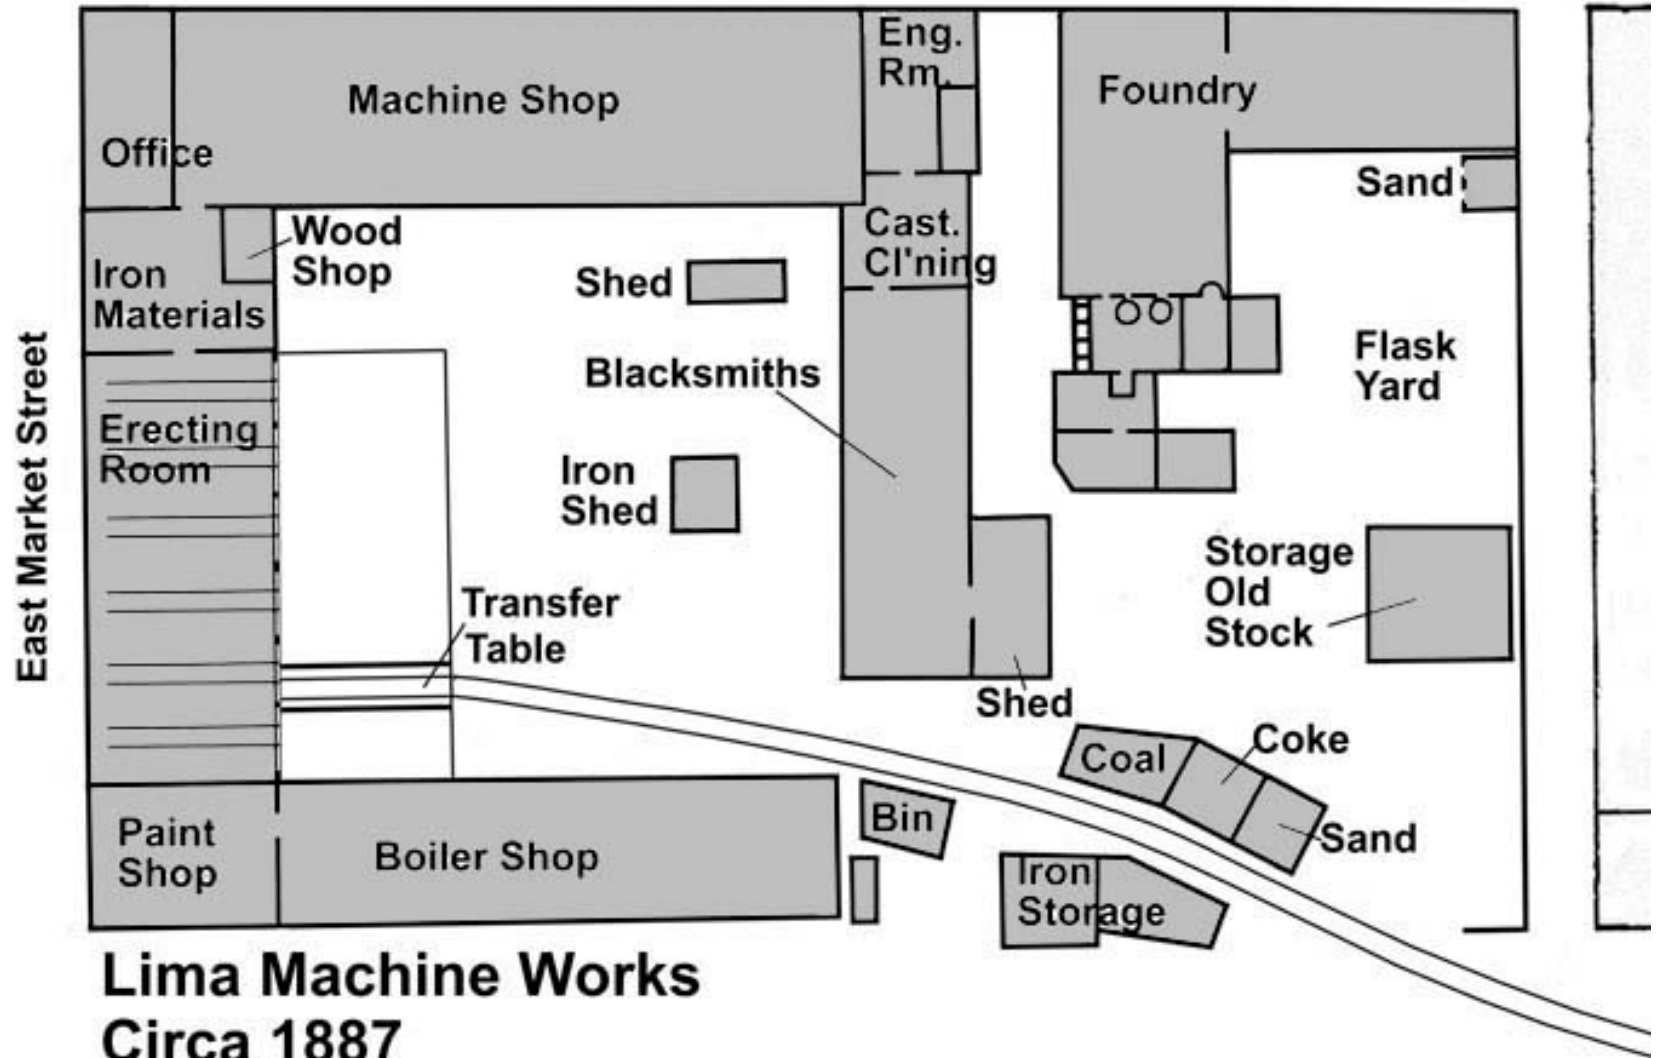 Eng.
Rm.
Machine Shop
Foundry
Office
Sand
Wood
Shop
Cast.
Cl'ning
Iron
Materials
Shed
Flask
Yard
Blacksmiths
East Market Street
Erecting
Room
Iron
Shed
Storage
Old
Stock
Transfer
Table
Shed
Coke
Coal
Sand
Bin
Paint
Shop
Boiler Shop
Iron
Storage
Lima Machine Works
Circa 1887